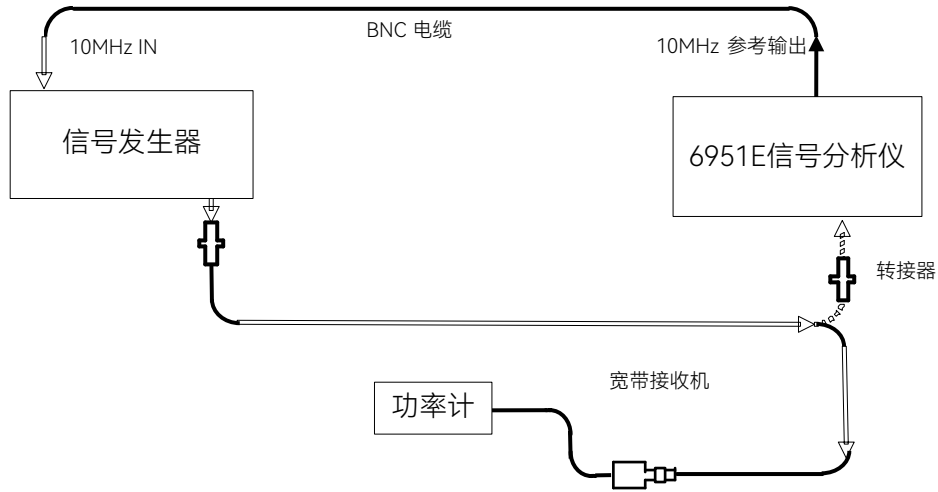 BNC 电缆
10MHz IN
10MHz 参考输出
信号发生器
6951E信号分析仪
转接器
宽带接收机
功率计